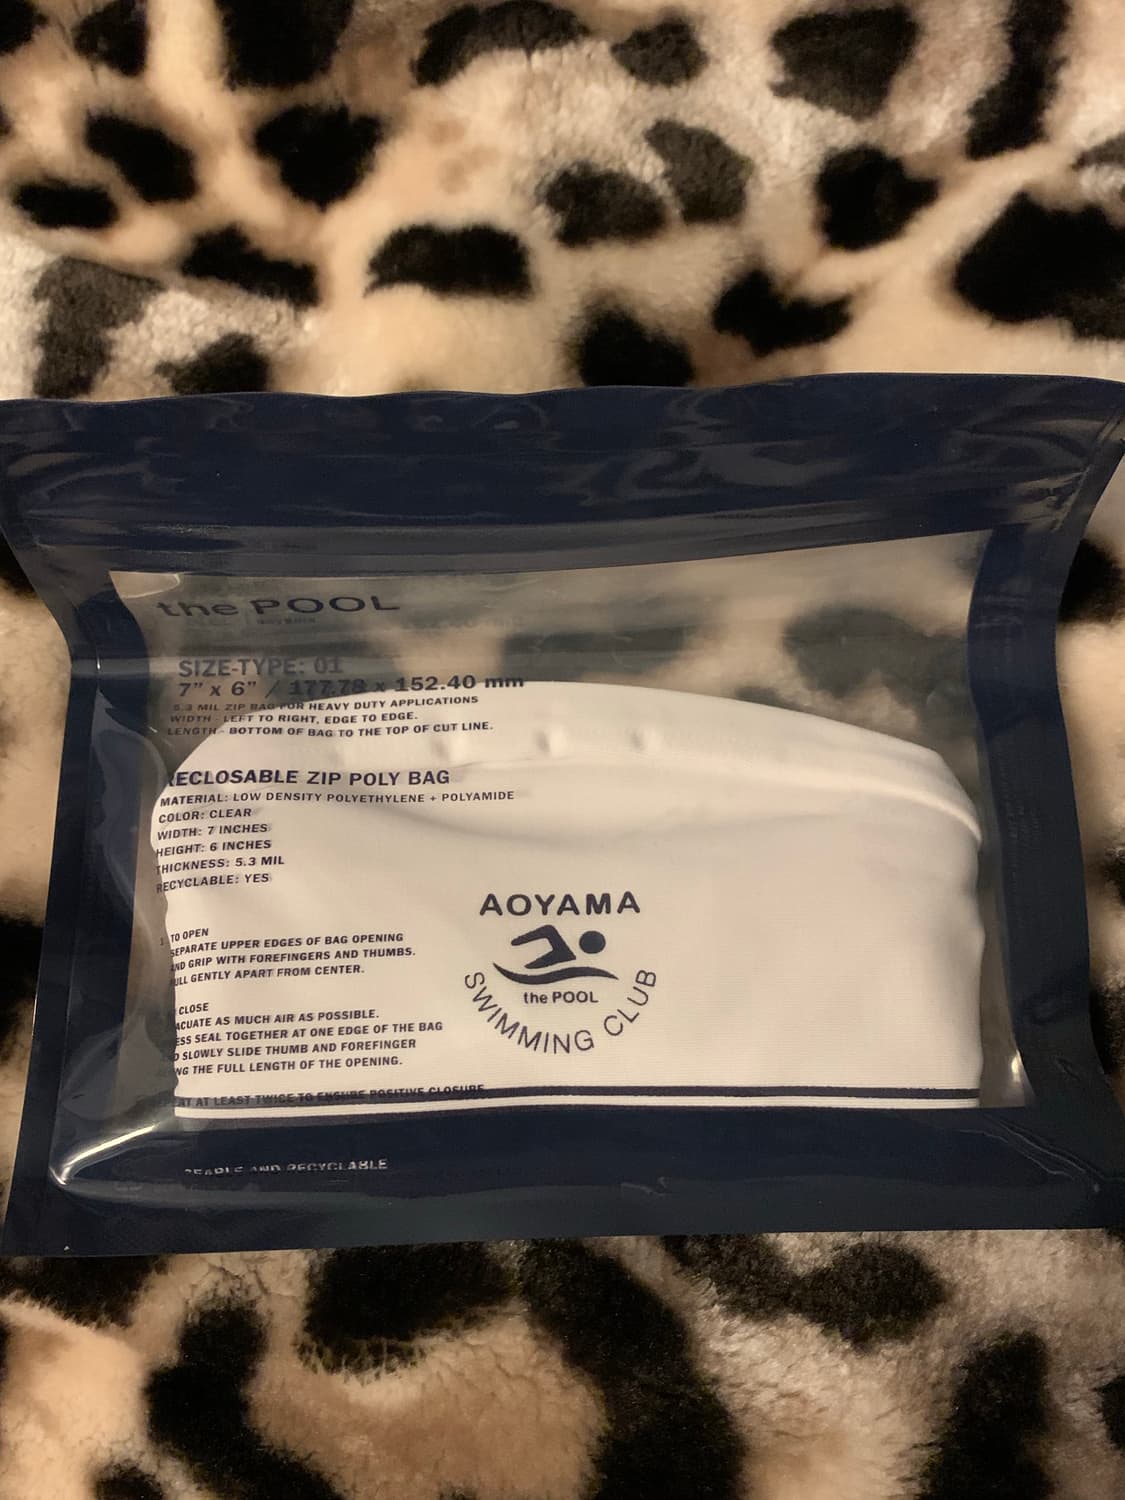 the POOL
SIZE-TYPE: 01
7" x 6" / 177.78 x 152.40 mm
5.3 MIL ZIP BAG FOR HEAVY DUTY APPLICATIONS
WIDTH - LEFT TO RIGHT, EDGE TO EDGE.
LENGTH - BOTTOM OF BAG TO THE TOP OF CUT LINE.
RECLOSABLE ZIP POLY BAG
MATERIAL: LOW DENSITY POLYETHYLENE + POLYAMIDE
COLOR: CLEAR
WIDTH: 7 INCHES
HEIGHT: 6 INCHES
THICKNESS: 5.3 MIL
RECYCLABLE: YES
TO OPEN
SEPARATE UPPER EDGES OF BAG OPENING
AND GRIP WITH FOREFINGERS AND THUMBS.
PULL GENTLY APART FROM CENTER.
CLOSE
ACUATE AS MUCH AIR AS POSSIBLE.
ESS SEAL TOGETHER AT ONE EDGE OF THE BAG
D SLOWLY SLIDE THUMB AND FOREFINGER
NG THE FULL LENGTH OF THE OPENING.
AT AT LEAST TWICE TO ENSURE POSITIVE CLOSURE
AND RECYCLABLE
AOYAMA
the POOL
SWIMMING CLUB